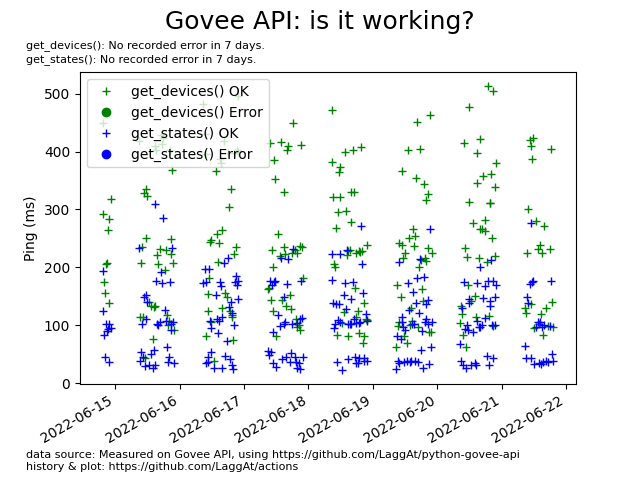 Govee API: is it working?
get_devices(): No recorded error in 7 days.
get_states(): No recorded error in 7 days.
get_devices() OK
get_devices() Error
get_states() OK
get_states() Error
Ping (ms)
500
400
300
200
100
0
2022-06-15
2022-06-16
2022-06-17
2022-06-18
2022-06-19
2022-06-20
2022-06-21
2022-06-22
data source: Measured on Govee API, using https://github.com/LaggAt/python-govee-api
history & plot: https://github.com/LaggAt/actions